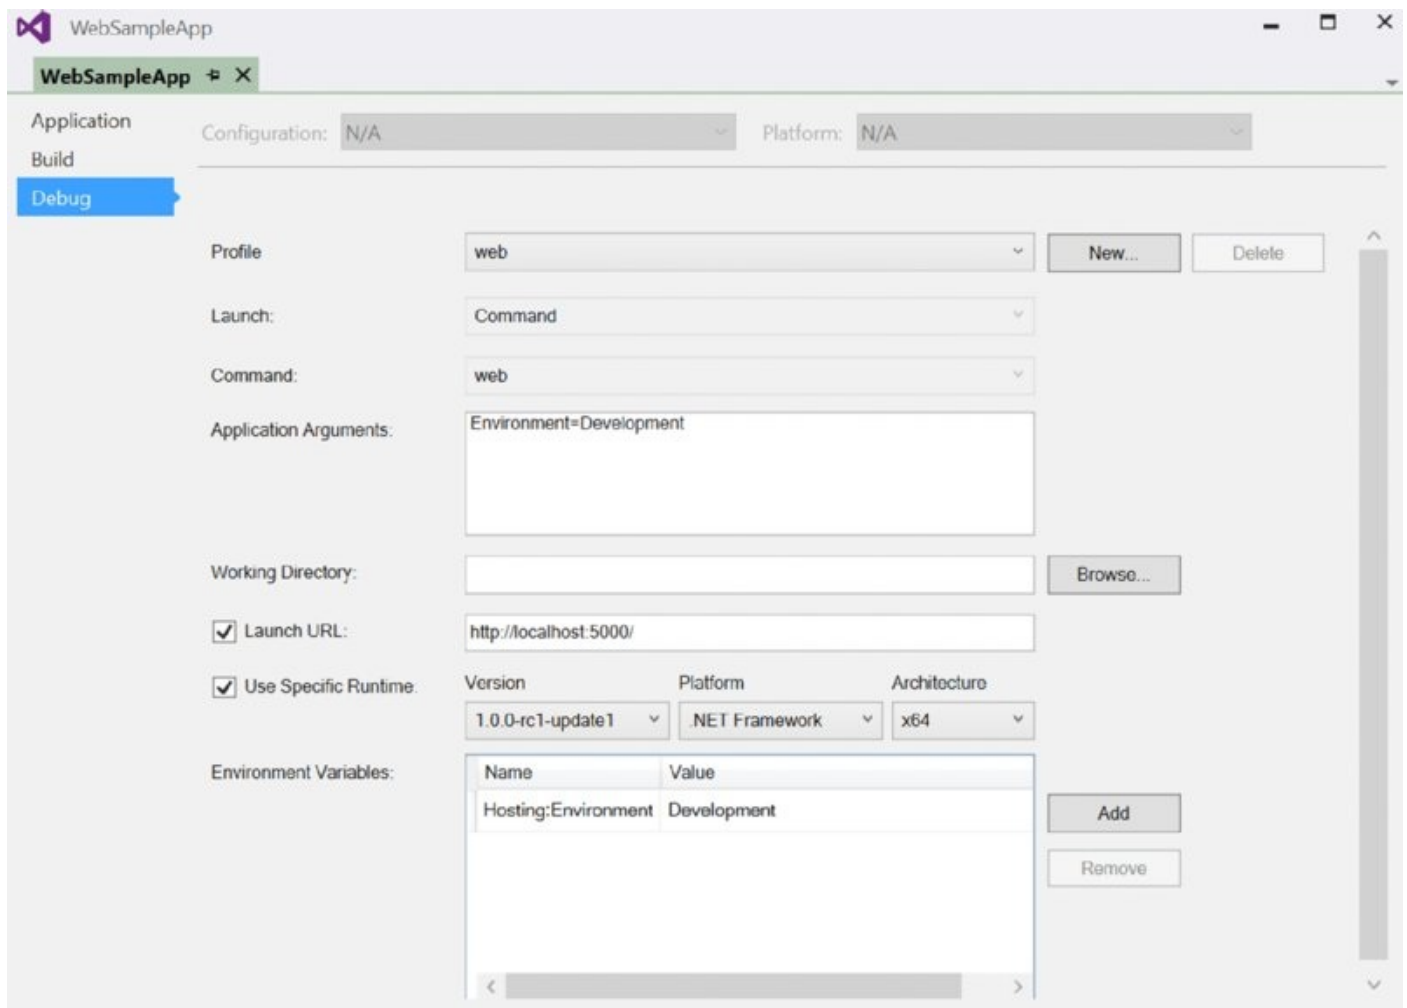 WebSampleApp
WebSampleApp
Application
Configuration: N/A Platform: N/A
Build
Debug
Profile web New... Delete
Launch: Command
Command: web
Application Arguments: Environment=Development
Working Directory: Browse...
Launch URL: http://localhost:5000/
Use Specific Runtime: Version Platform Architecture
1.0.0-rc1-update1 .NET Framework x64
Environment Variables: Name Value
Hosting:Environment Development Add
Remove